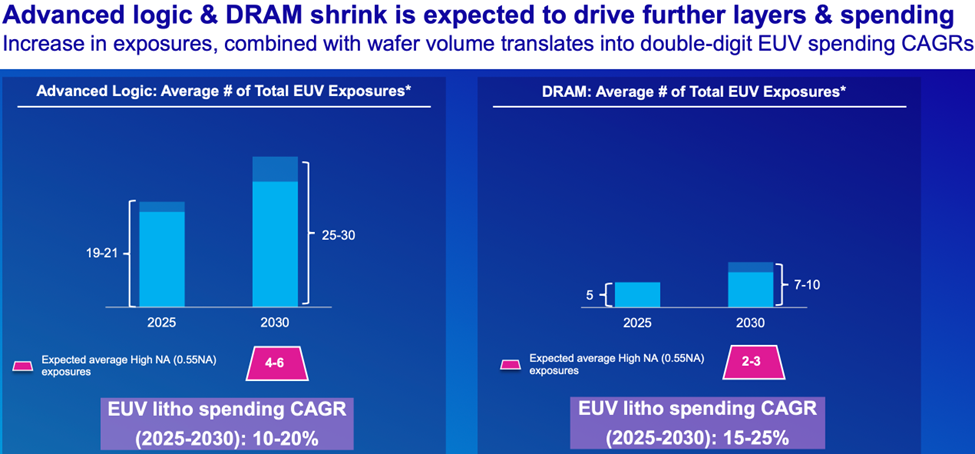 Advanced logic & DRAM shrink is expected to drive further layers & spending
Increase in exposures, combined with wafer volume translates into double-digit EUV spending CAGRs
Advanced Logic: Average # of Total EUV Exposures*
19-21
25-30
2025
2030
Expected average High NA (0.55NA)
exposures
4-6
EUV litho spending CAGR
(2025-2030): 10-20%
DRAM: Average # of Total EUV Exposures*
5
7-10
2025
2030
Expected average High NA (0.55NA)
exposures
2-3
EUV litho spending CAGR
(2025-2030): 15-25%